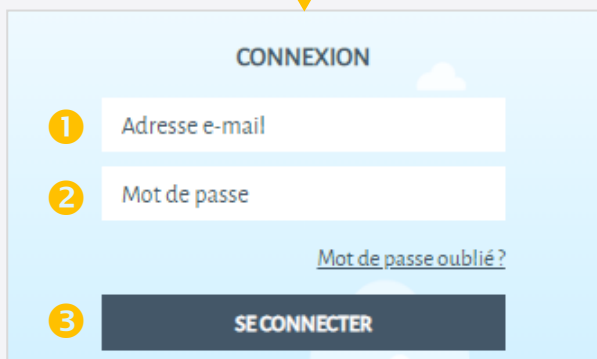 CONNEXION
1 Adresse e-mail
2 Mot de passe
Mot de passe oublié ?
3 SE CONNECTER